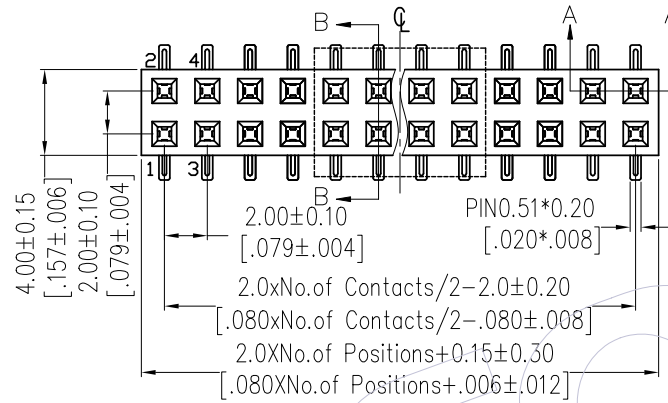 B
℄
A
2
4
1
3
B
4.00±0.15
[.157±.006]
2.00±0.10
[.079±.004]
2.00±0.10
[.079±.004]
PIN0.51*0.20
[.020*.008]
2.0xNo.of Contacts/2-2.0±0.20
[.080xNo.of Contacts/2-.080±.008]
2.0XNo.of Positions+0.15±0.30
[.080XNo.of Positions+.006±.012]